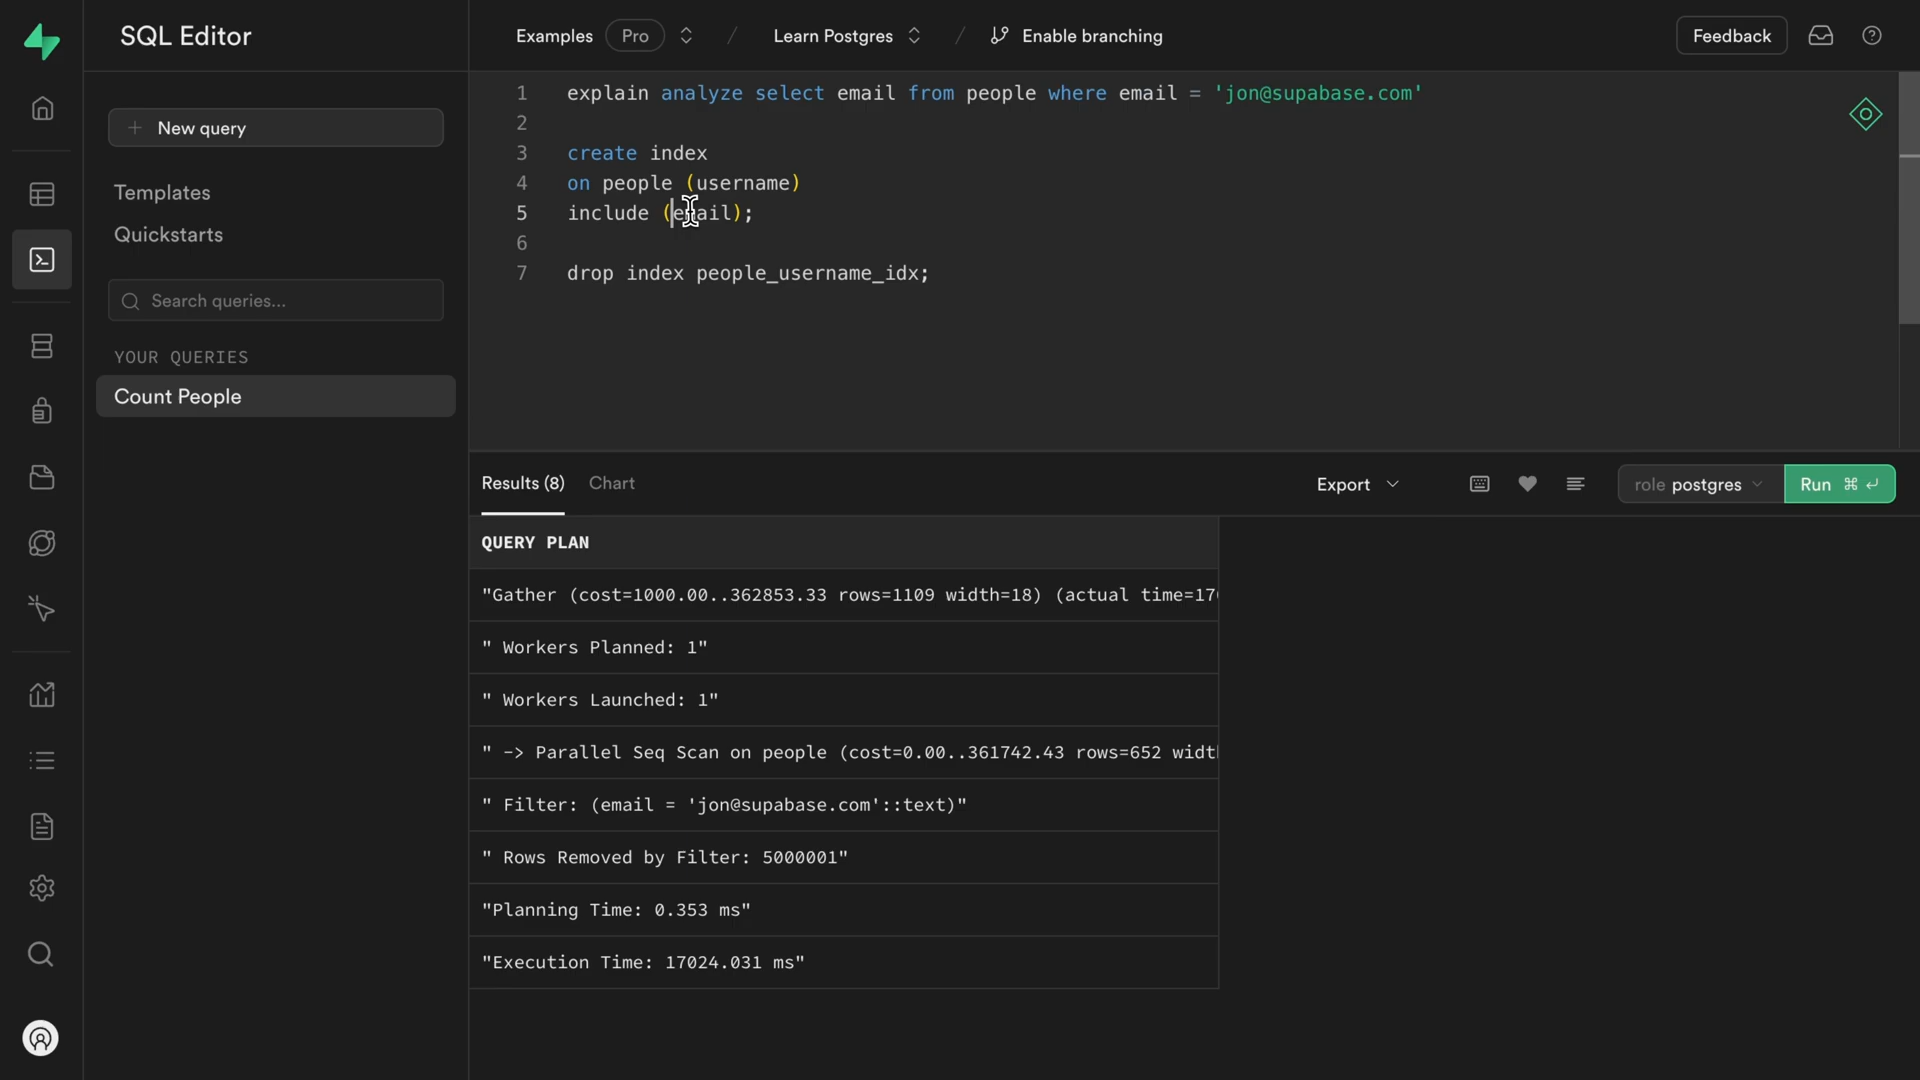 SQL Editor
Examples Pro / Learn Postgres / Enable branching
Feedback
New query
Templates
Quickstarts
Search queries...
YOUR QUERIES
Count People
1 explain analyze select email from people where email = 'jon@supabase.com'
2
3 create index
4 on people (username)
5 include (email);
6
7 drop index people_username_idx;
Results (8) Chart
Export
role postgres
Run ⌘ ↵
QUERY PLAN
"Gather (cost=1000.00..362853.33 rows=1109 width=18) (actual time=17
" Workers Planned: 1"
" Workers Launched: 1"
" -> Parallel Seq Scan on people (cost=0.00..361742.43 rows=652 widt
" Filter: (email = 'jon@supabase.com'::text)"
" Rows Removed by Filter: 5000001"
"Planning Time: 0.353 ms"
"Execution Time: 17024.031 ms"